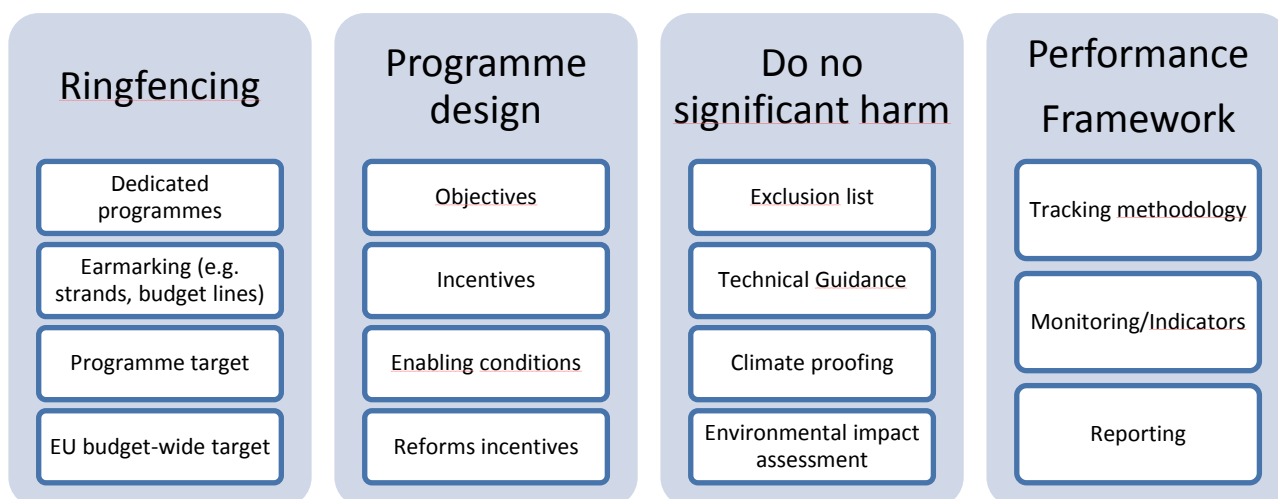 Ringfencing
Dedicated
programmes
Earmarking (e.g.
strands, budget lines)
Programme target
EU budget-wide target
Programme
design
Objectives
Incentives
Enabling conditions
Reforms incentives
Do no
significant harm
Exclusion list
Technical Guidance
Climate proofing
Environmental impact
assessment
Performance
Framework
Tracking methodology
Monitoring/Indicators
Reporting